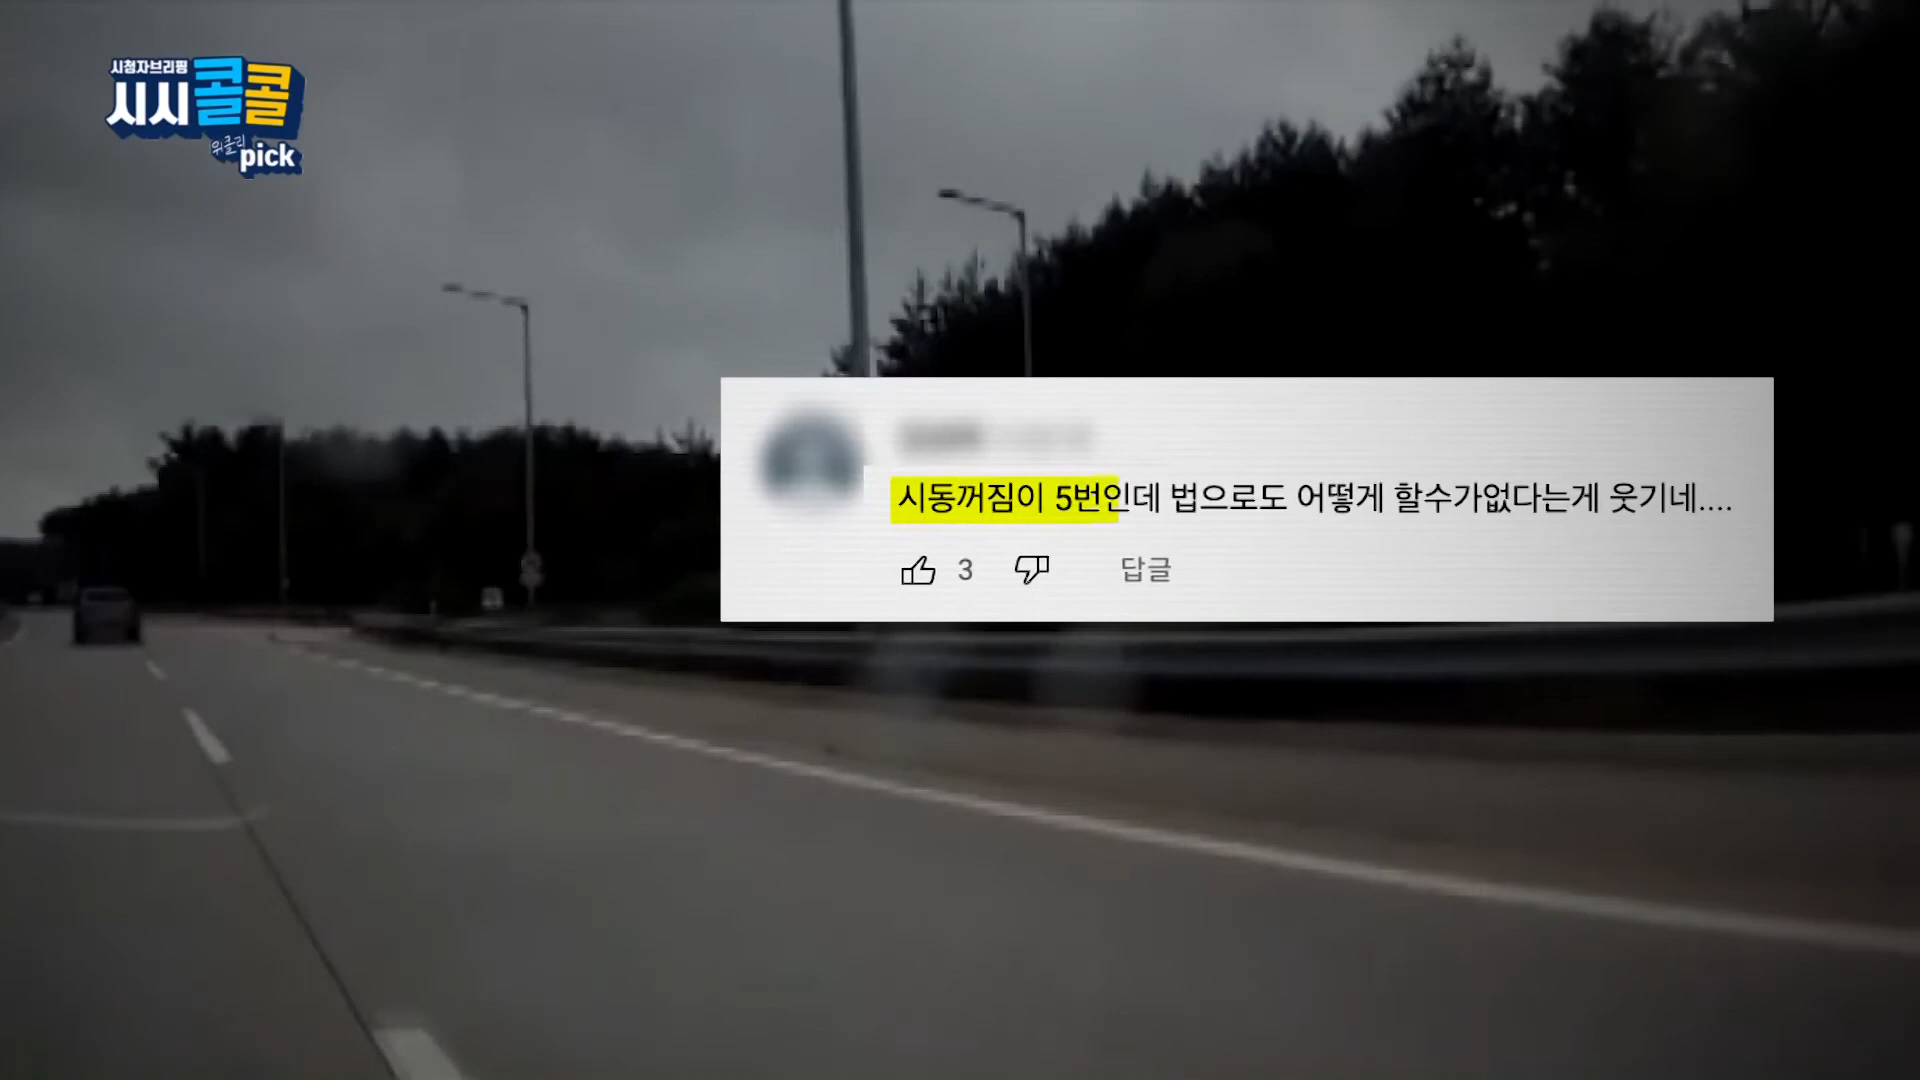 시청자브리핑
시시콜콜
위클리
pick
시동꺼짐이 5번인데 법으로도 어떻게 할수가없다는게 웃기네....
3 답글